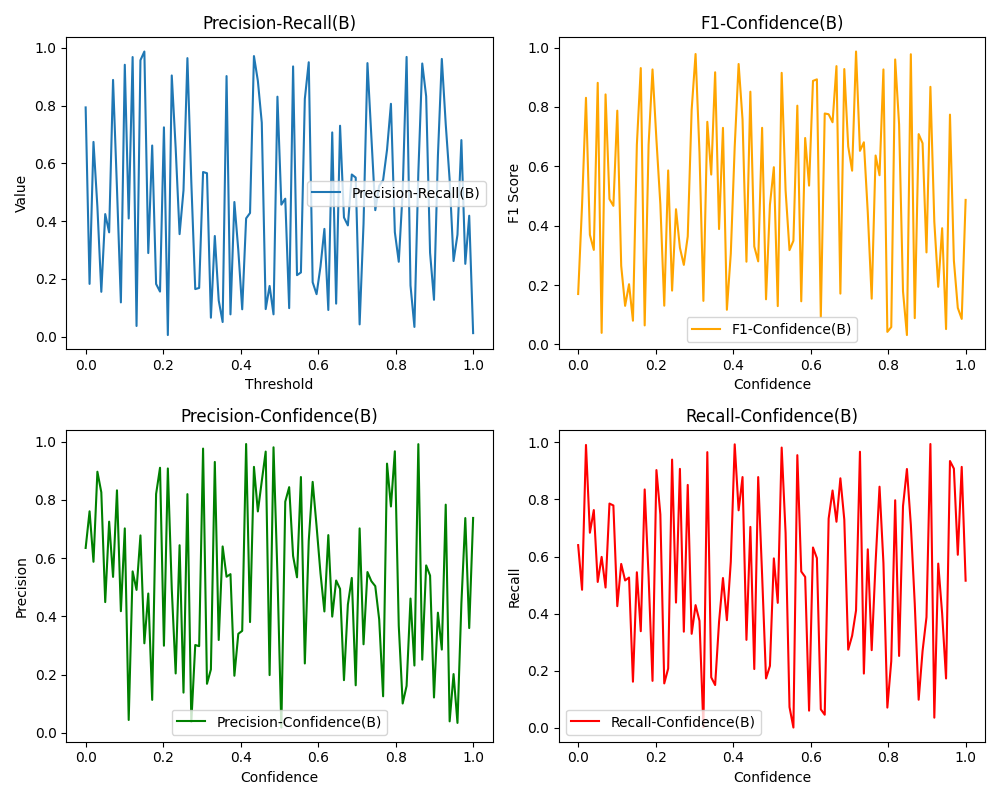 Precision-Recall(B)
1.0
0.8
0.6
0.4
0.2
0.0
Value
Precision-Recall(B)
0.0 0.2 0.4 0.6 0.8 1.0
Threshold
F1-Confidence(B)
1.0
0.8
0.6
0.4
0.2
0.0
F1 Score
F1-Confidence(B)
0.0 0.2 0.4 0.6 0.8 1.0
Confidence
Precision-Confidence(B)
1.0
0.8
0.6
0.4
0.2
0.0
Precision
Precision-Confidence(B)
0.0 0.2 0.4 0.6 0.8 1.0
Confidence
Recall-Confidence(B)
1.0
0.8
0.6
0.4
0.2
0.0
Recall
Recall-Confidence(B)
0.0 0.2 0.4 0.6 0.8 1.0
Confidence